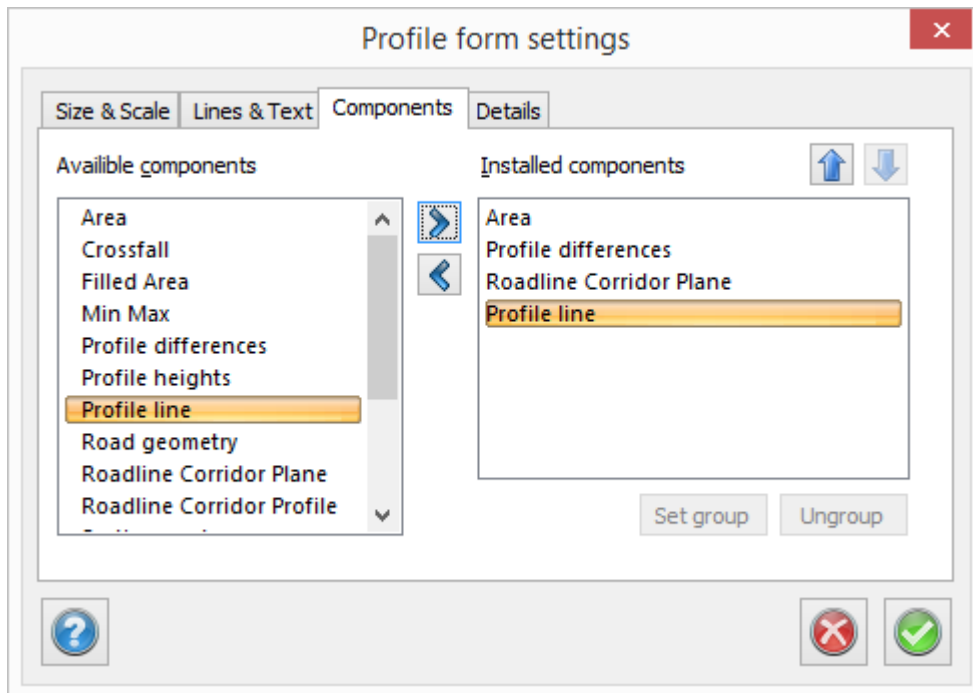 Profile form settings
Size & Scale
Lines & Text
Components
Details
Availible components
Installed components
Area
Crossfall
Filled Area
Min Max
Profile differences
Profile heights
Profile line
Road geometry
Roadline Corridor Plane
Roadline Corridor Profile
Area
Profile differences
Roadline Corridor Plane
Profile line
Set group
Ungroup